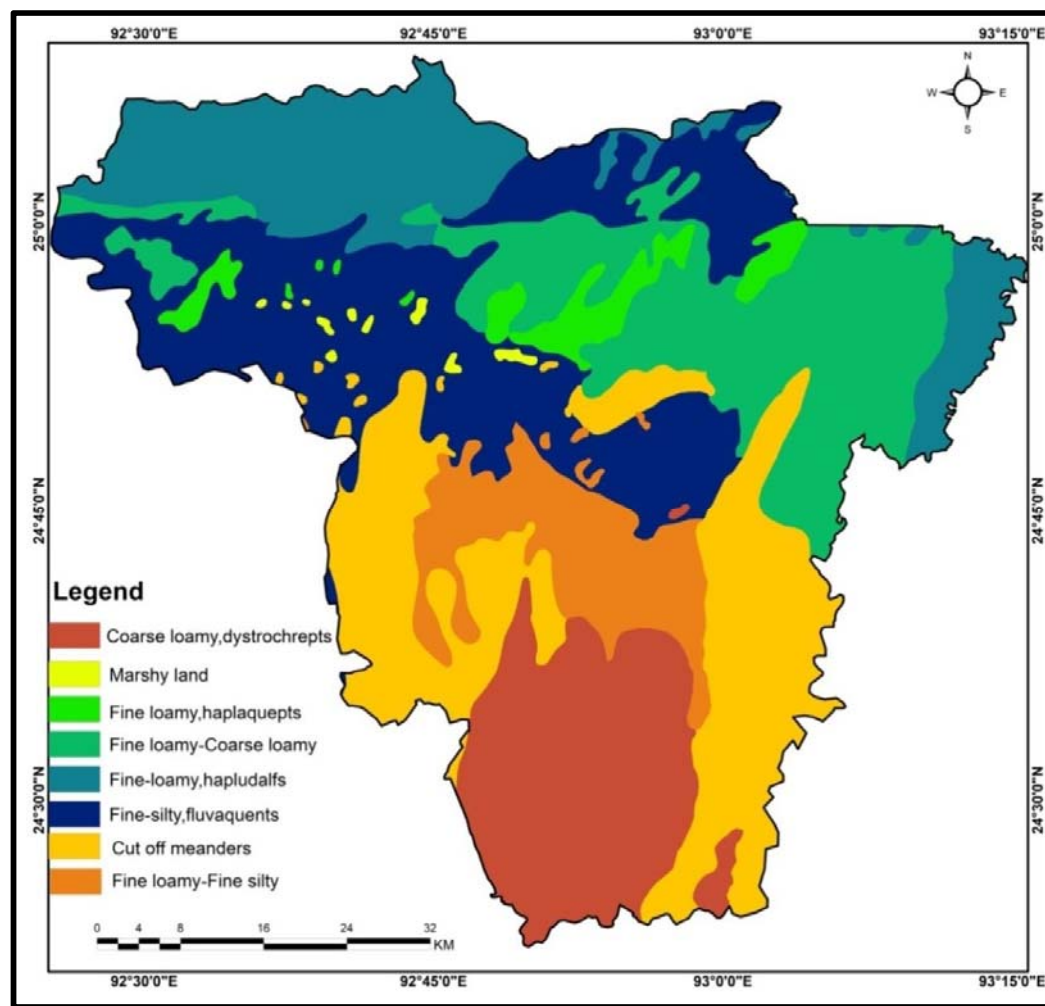 92°30'0"E 92°45'0"E 93°0'0"E 93°15'0"E
N
W E
S
25°0'0"N
25°0'0"N
24°45'0"N
24°45'0"N
24°30'0"N
24°30'0"N
Legend
Coarse loamy,dystrochrepts
Marshy land
Fine loamy,haplaquepts
Fine loamy-Coarse loamy
Fine-loamy,hapludalfs
Fine-silty,fluvaquents
Cut off meanders
Fine loamy-Fine silty
0 4 8 16 24 32
KM
92°30'0"E 92°45'0"E 93°0'0"E 93°15'0"E